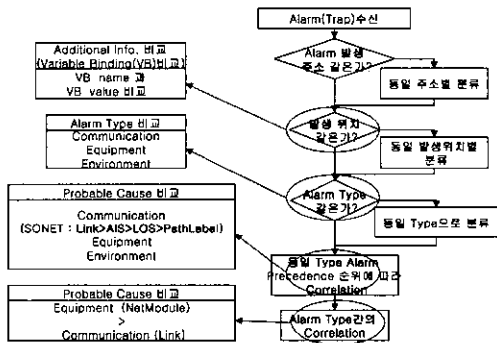 Alarm(Trap)수신
Additional Info. 비교
(Variable Binding(VB)비교)
VB name 과
VB value 비교
Alarm 발생
주소 같은가?
동일 주소별 분류
Alarm Type 비교
Communication
Equipment
Environment
발생 위치
같은가?
동일 발생위치별
분류
Probable Cause 비교
Communication
(SONET : Link>AIS>LOS>PathLabel)
Equipment
Environment
Alarm Type
같은가?
동일 Type으로 분류
동일 Type Alarm
Precedence 순위에 따라
Correlation
Probable Cause 비교
Equipment (NetModule)
>
Communication (Link)
Alarm Type간의
Correlation